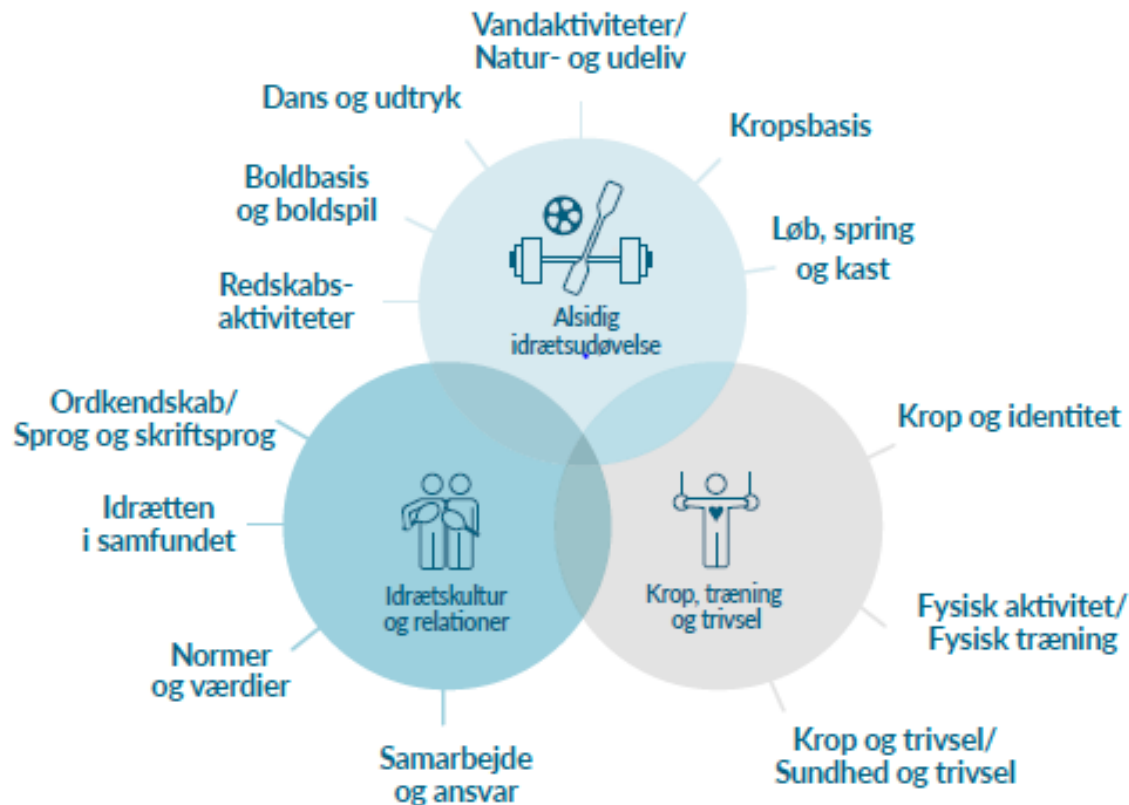 Vandaktiviteter/
Natur- og udeliv
Dans og udtryk
Kropsbasis
Boldbasis
og boldspil
Løb, spring
og kast
Redskabs-
aktiviteter
Alsidig
idrætsudøvelse
Ordkendskab/
Sprog og skriftsprog
Krop og identitet
Idrætten
i samfundet
Idrætskultur
og relationer
Krop, træning
og trivsel
Fysisk aktivitet/
Fysisk træning
Normer
og værdier
Samarbejde
og ansvar
Krop og trivsel/
Sundhed og trivsel